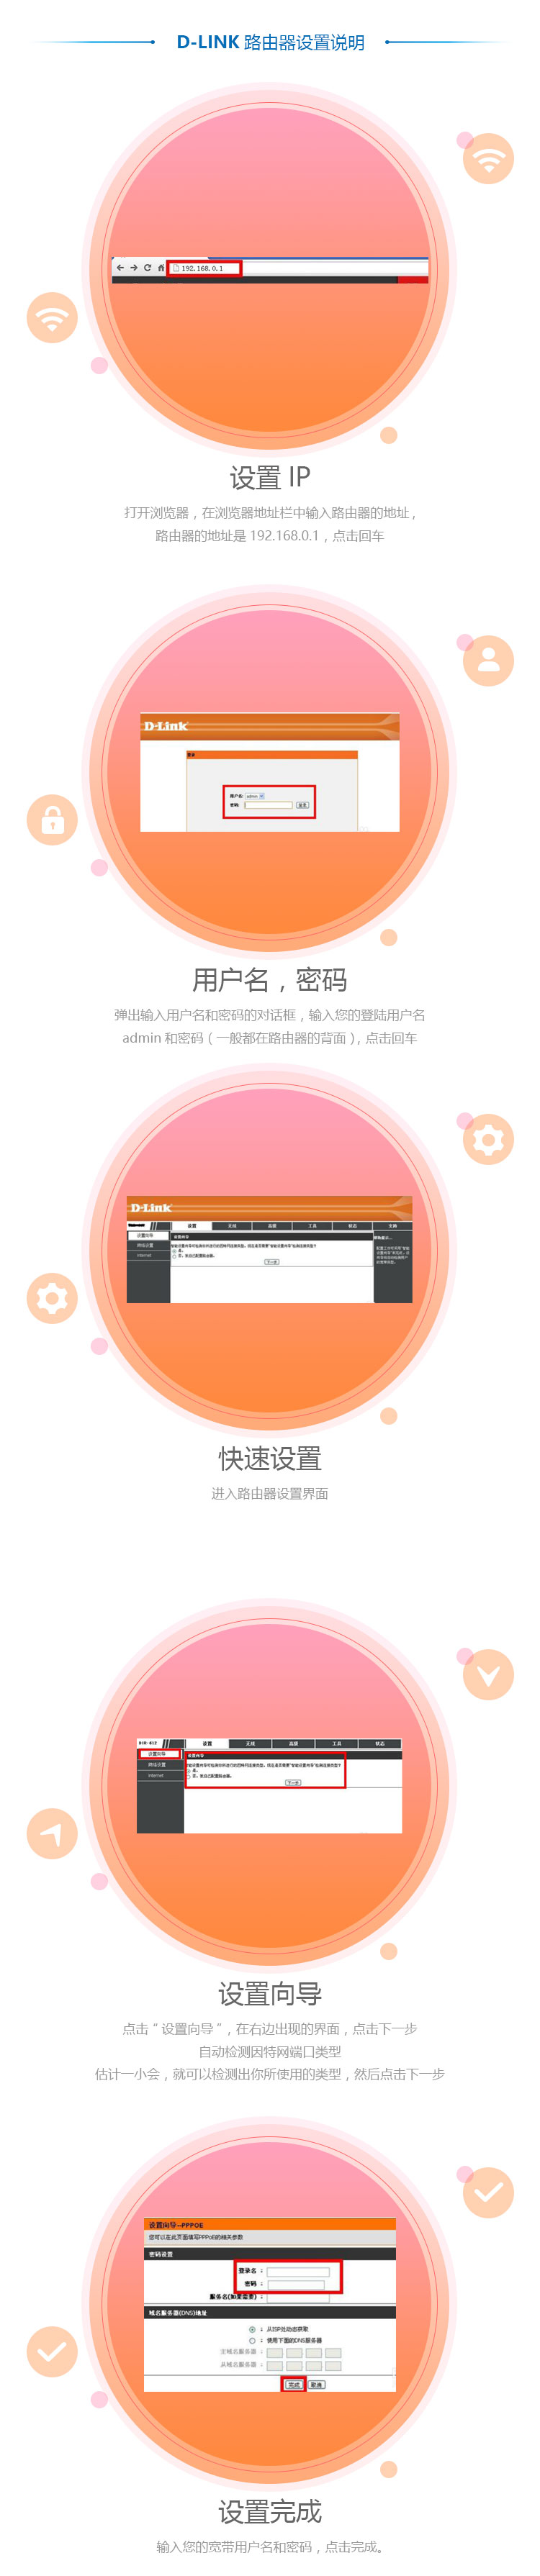 D-LINK 路由器设置说明
192.168.0.1
设置 IP
打开浏览器，在浏览器地址栏中输入路由器的地址，
路由器的地址是 192.168.0.1，点击回车
D-Link
登录
用户名: admin
密码: 登录
用户名，密码
弹出输入用户名和密码的对话框，输入您的登陆用户名
admin 和密码（一般都在路由器的背面），点击回车
D-Link
设置 无线 高级 工具 状态 文档
设置向导
网络设置
Internet
设置向导
下一步
快速设置
进入路由器设置界面
DIR-612 设置 无线 高级 工具 状态
设置向导
网络设置
Internet
设置向导
下一步
设置向导
点击“设置向导”，在右边出现的界面，点击下一步
自动检测因特网端口类型
估计一小会，就可以检测出你所使用的类型，然后点击下一步
设置向导--PPPOE
您可以在此页面填写PPPoE的相关参数
密码设置
登录名 :
密码 :
服务名(如果需要) :
域名服务器(DNS)地址
从ISP处动态获取
使用下面的DNS服务器
主域名服务器 :
从域名服务器 :
完成 取消
设置完成
输入您的宽带用户名和密码，点击完成。